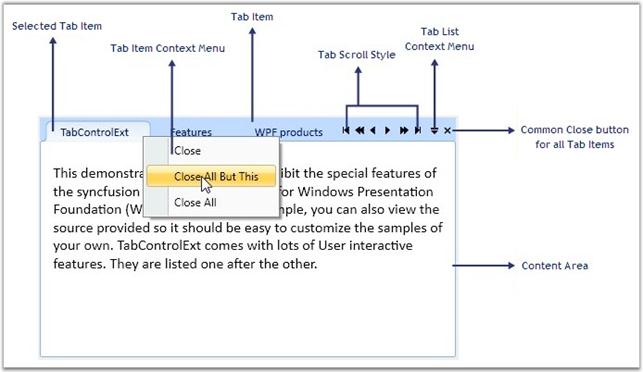 Selected Tab Item
Tab Item Context Menu
Tab Item
Tab Scroll Style
Tab List
Context Menu
TabControlExt
Features
WPF products
Common Close button
for all Tab Items
Close
Close All But This
Close All
This demonstra ibit the special features of
the syncfusion for Windows Presentation
Foundation (W mple, you can also view the
source provided so it should be easy to customize the samples of
your own. TabControlExt comes with lots of User interactive
features. They are listed one after the other.
Content Area